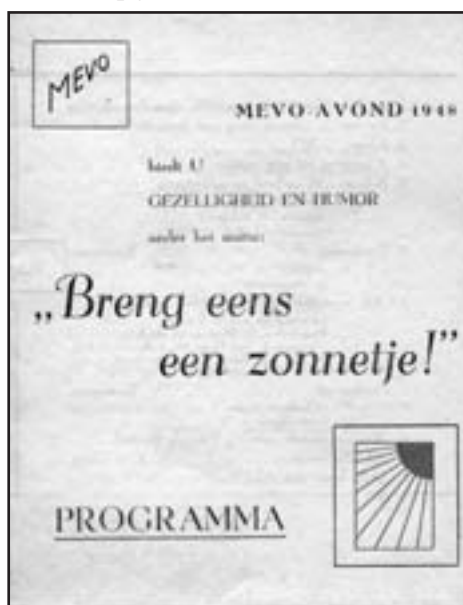 MEVO
MEVO-AVOND 1948
biedt U
GEZELLIGHEID EN HUMOR
onder het motto:
„Breng eens
een zonnetje!”
PROGRAMMA